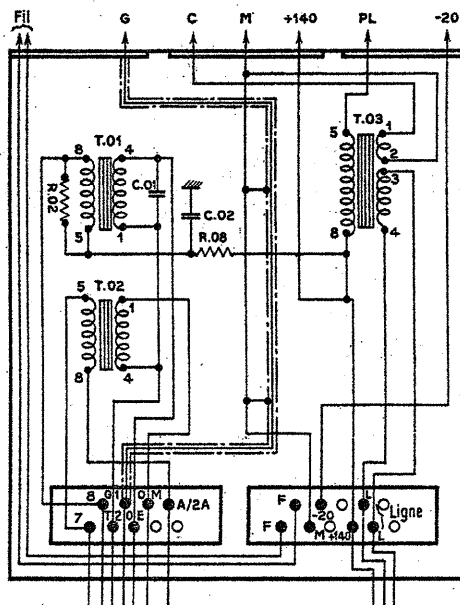 Fil G C M +140 PL -20
T.01 T.03
8 4 5 1
C.01 2
R.02 3
C.02
5 1 R.08 8 4
T.02
5 1
8 4
8 G1 0 M A/2A F L Ligne
7 T 2 0 E F -20 M +140 L